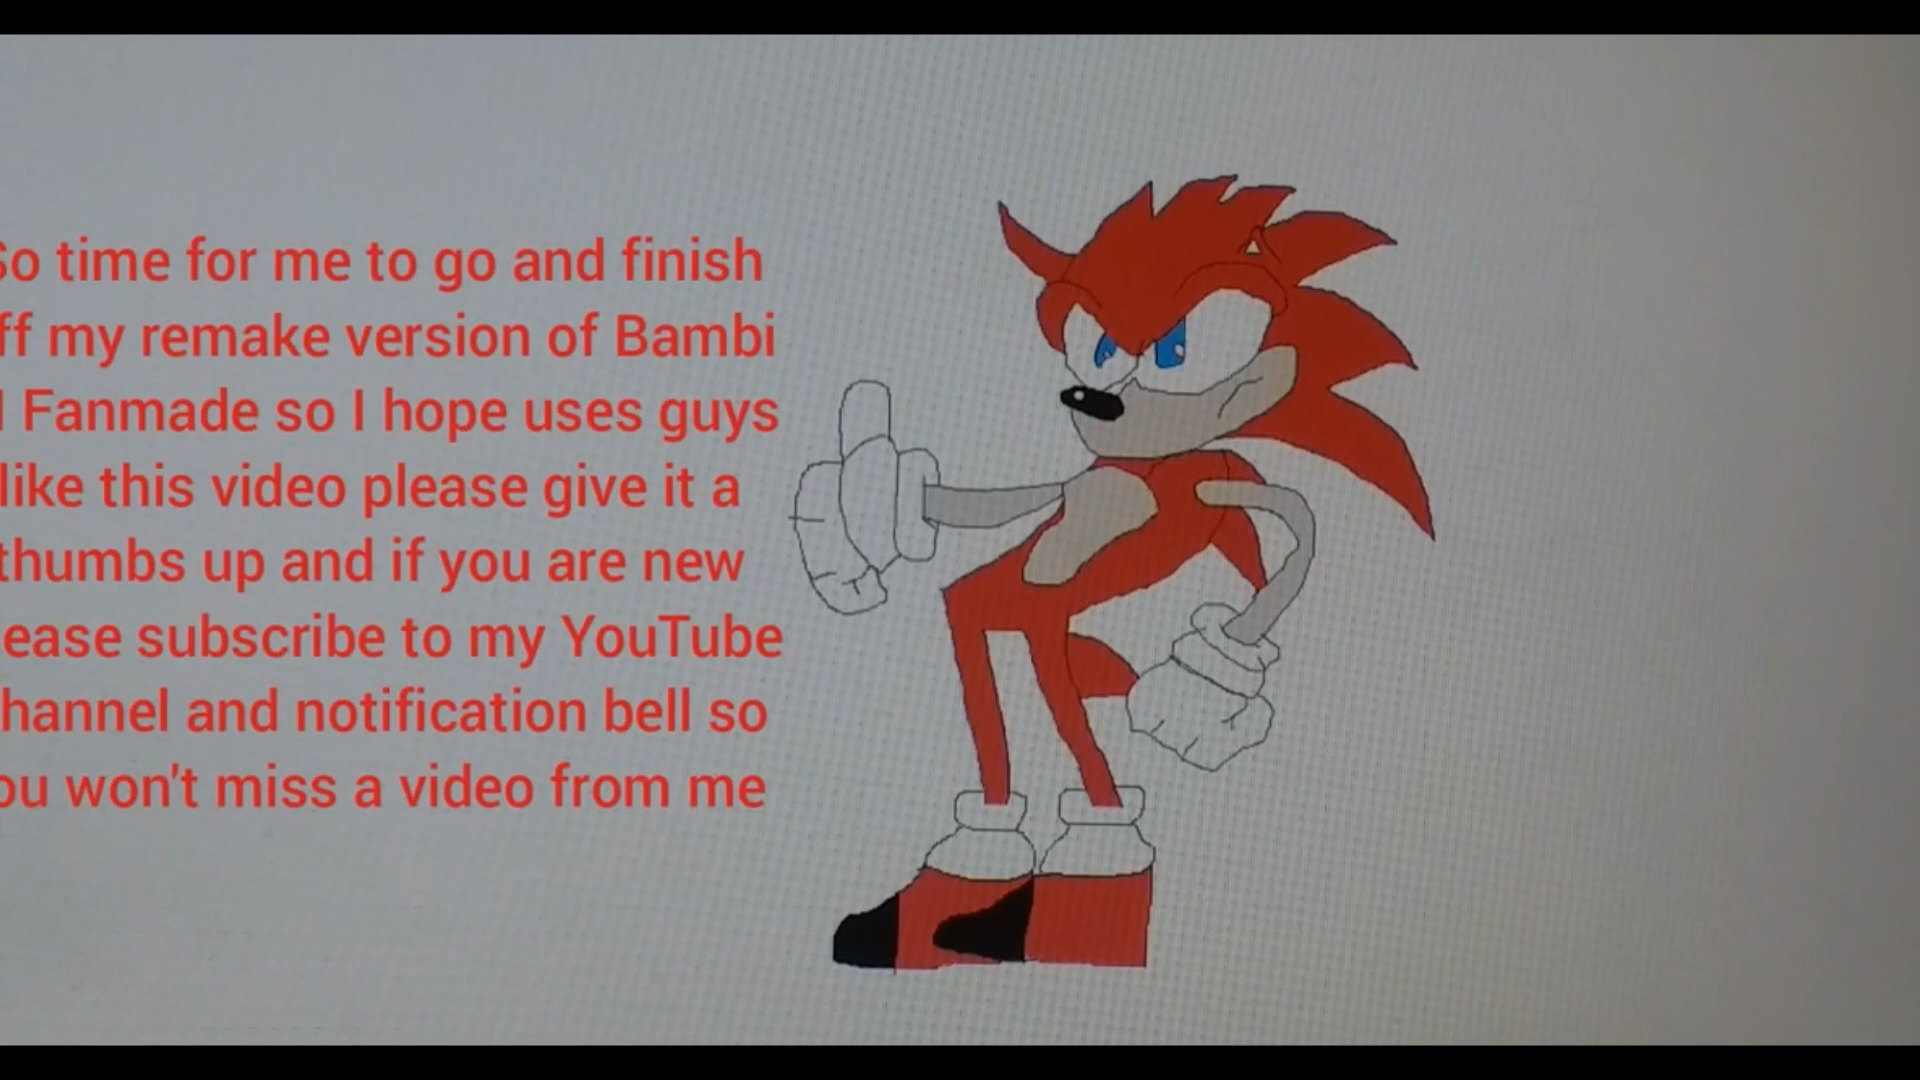 So time for me to go and finish
ff my remake version of Bambi
I Fanmade so I hope uses guys
like this video please give it a
thumbs up and if you are new
lease subscribe to my YouTube
hannel and notification bell so
ou won't miss a video from me